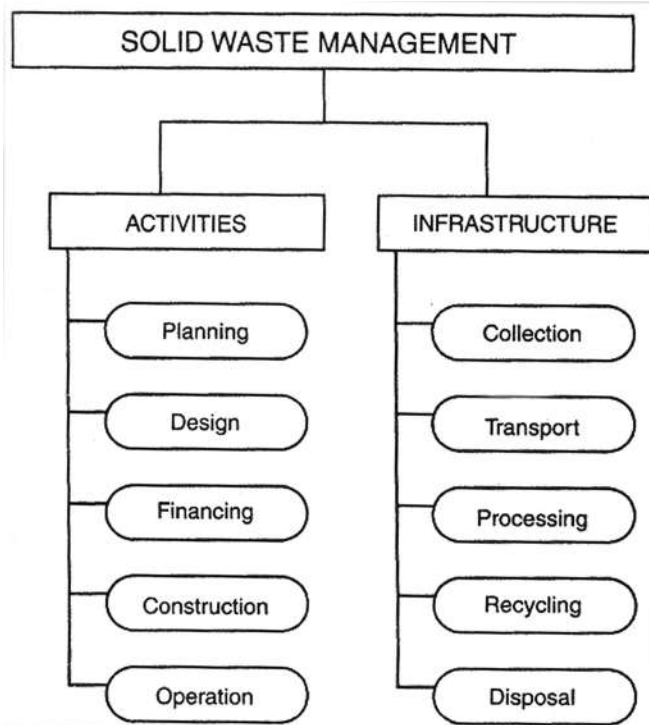 SOLID WASTE MANAGEMENT
ACTIVITIES
Planning
Design
Financing
Construction
Operation
INFRASTRUCTURE
Collection
Transport
Processing
Recycling
Disposal